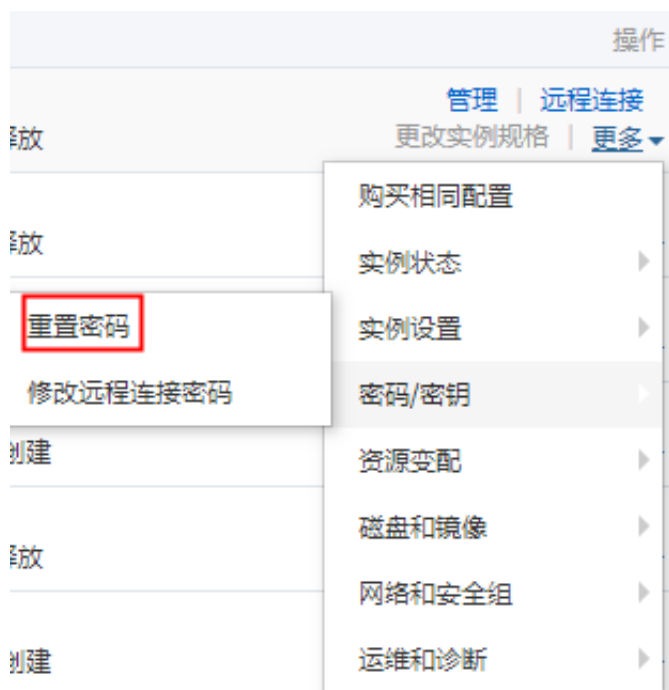 操作
管理 | 远程连接
释放
更改实例规格 | 更多
购买相同配置
释放
实例状态
重置密码
实例设置
修改远程连接密码
密码/密钥
创建
资源变配
磁盘和镜像
释放
网络和安全组
创建
运维和诊断